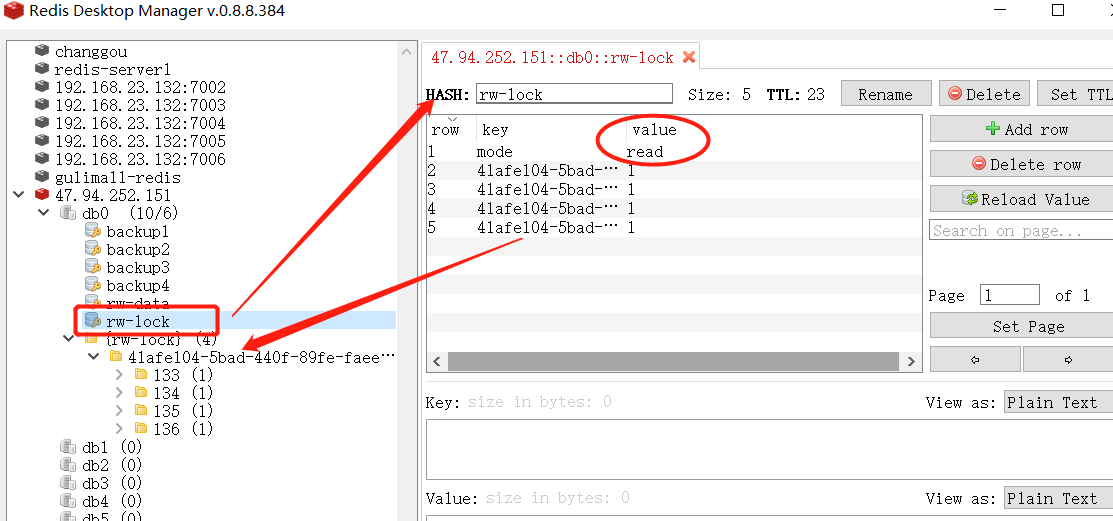 Redis Desktop Manager v.0.8.8.384
changgou
redis-server1
192.168.23.132:7002
192.168.23.132:7003
192.168.23.132:7004
192.168.23.132:7005
192.168.23.132:7006
gulimall-redis
47.94.252.151
db0 (10/6)
backup1
backup2
backup3
backup4
rw-data
rw-lock
{rw-lock} (4)
41afe104-5bad-440f-89fe-faee···
133 (1)
134 (1)
135 (1)
136 (1)
db1 (0)
db2 (0)
db3 (0)
db4 (0)
db5 (0)
47.94.252.151::db0::rw-lock
HASH: rw-lock Size: 5 TTL: 23 Rename Delete Set TTL
row key value
1 mode read
2 41afe104-5bad-··· 1
3 41afe104-5bad-··· 1
4 41afe104-5bad-··· 1
5 41afe104-5bad-··· 1
Add row
Delete row
Reload Value
Search on page...
Page 1 of 1
Set Page
Key: size in bytes: 0 View as: Plain Text
Value: size in bytes: 0 View as: Plain Text